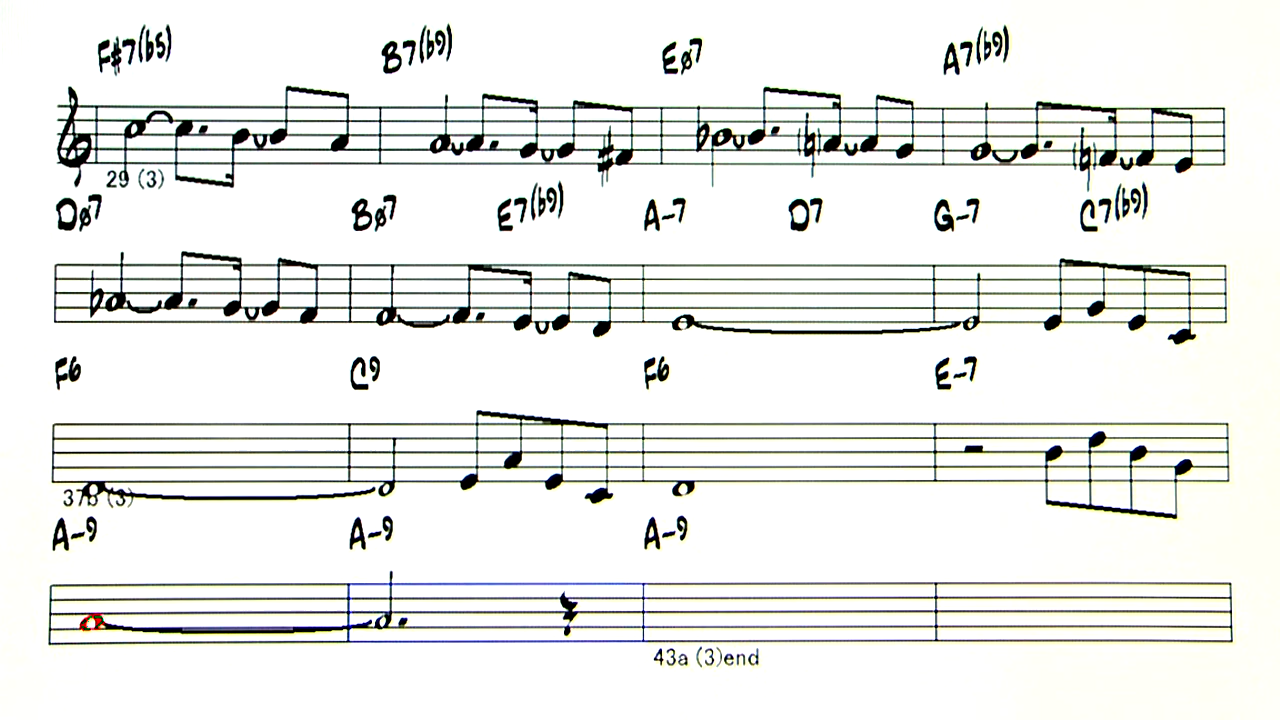 F#7(b5) B7(b9) Eø7 A7(b9)
29 (3)
Dø7 Bø7 E7(b9) A-7 D7 G-7 C7(b9)
F6 C9 F6 E-7
37b (3)
A-9 A-9 A-9
43a (3)end